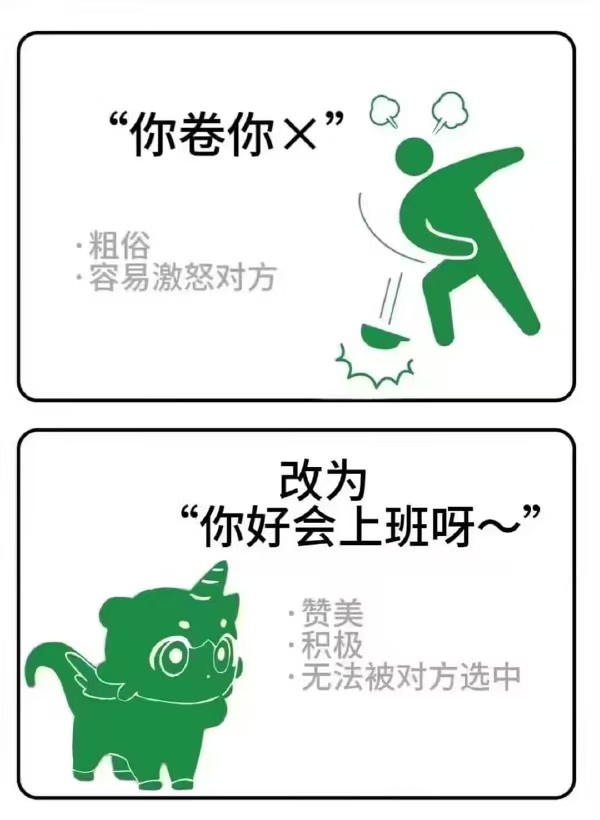 “你卷你×”
·粗俗
·容易激怒对方
改为
“你好会上班呀～”
·赞美
·积极
·无法被对方选中